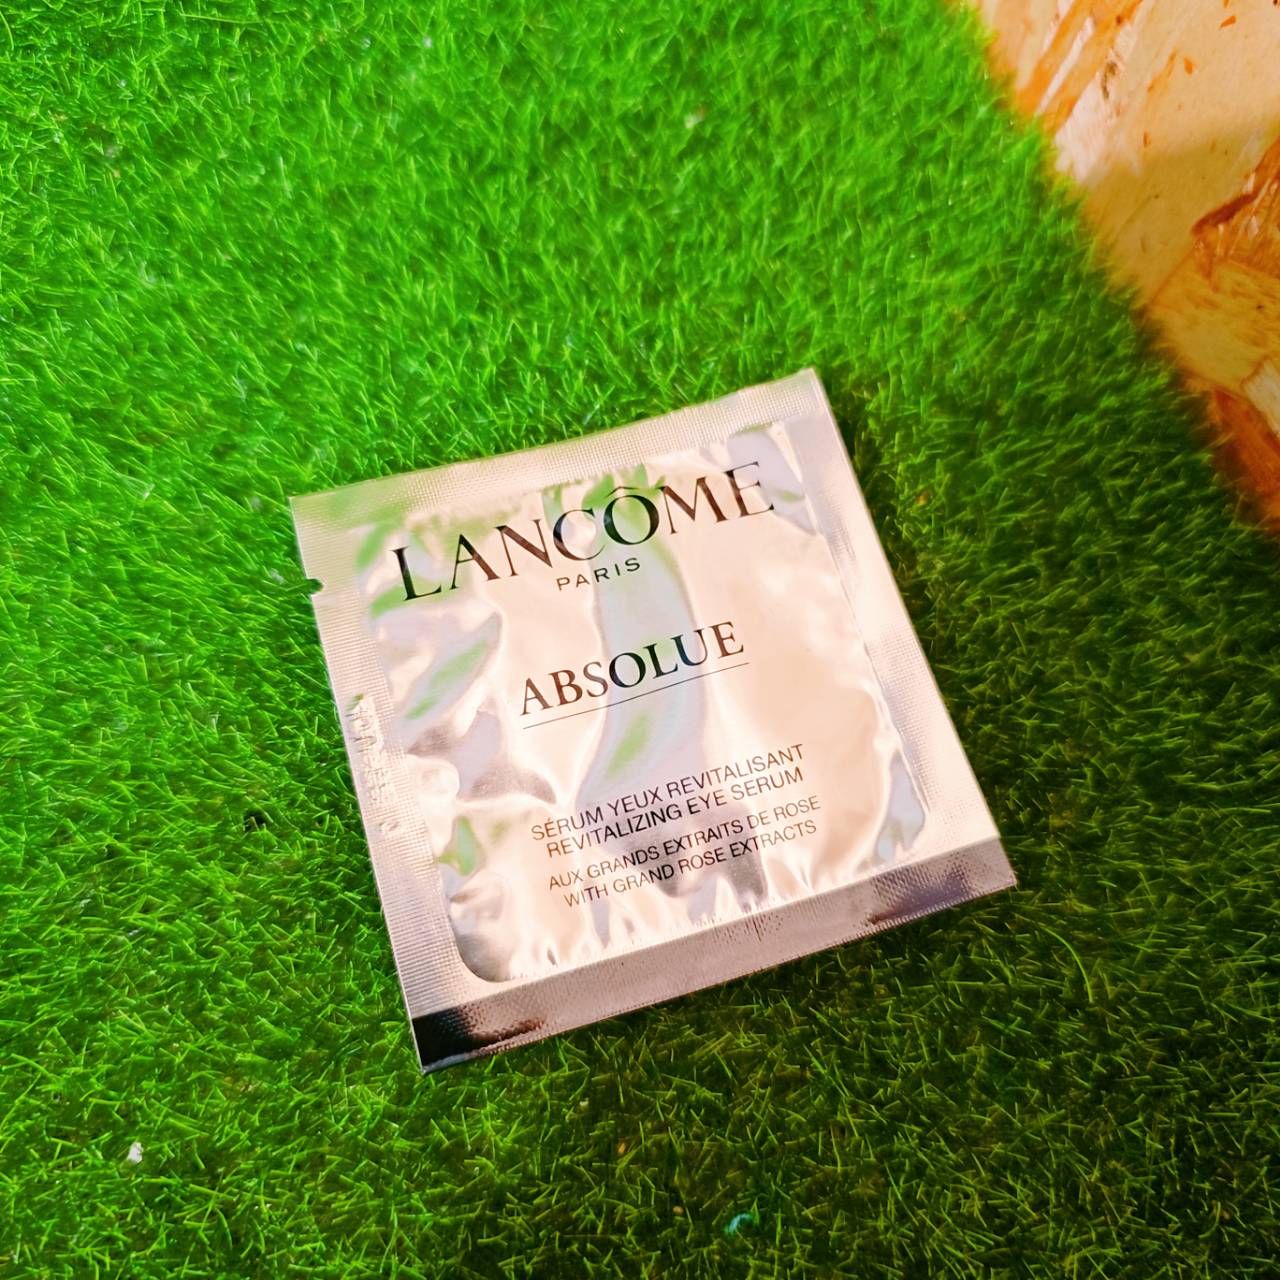 LANCÔME
PARIS
ABSOLUE
SÉRUM YEUX REVITALISANT
REVITALIZING EYE SERUM
AUX GRANDS EXTRAITS DE ROSE
WITH GRAND ROSE EXTRACTS